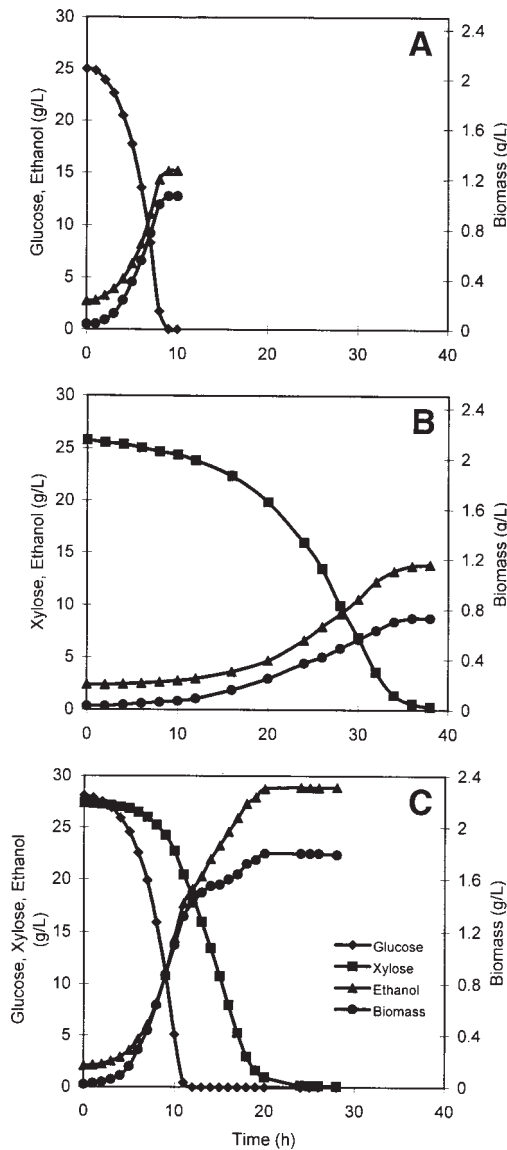 A
30
25
20
15
10
5
0
Glucose, Ethanol (g/L)
2.4
2
1.6
1.2
0.8
0.4
0
Biomass (g/L)
0 10 20 30 40
B
30
25
20
15
10
5
0
Xylose, Ethanol (g/L)
2.4
2
1.6
1.2
0.8
0.4
0
Biomass (g/L)
0 10 20 30 40
C
30
25
20
15
10
5
0
Glucose, Xylose, Ethanol
(g/L)
2.4
2
1.6
1.2
0.8
0.4
0
Biomass (g/L)
Glucose
Xylose
Ethanol
Biomass
0 10 20 30 40
Time (h)